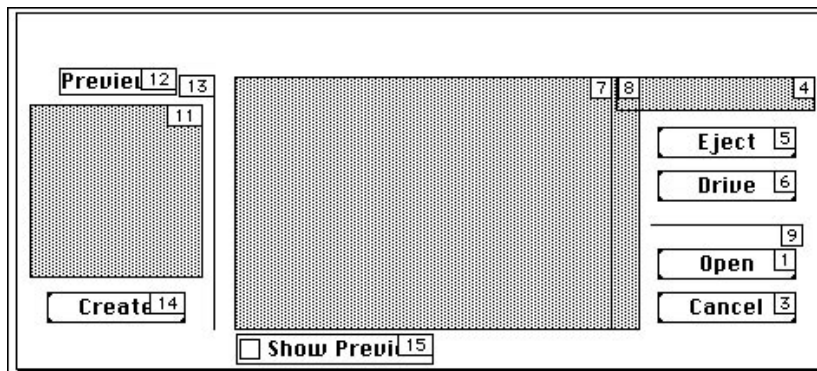 Previe 12
13
7
8
4
11
Eject 5
Drive 6
9
Open 1
Create 14
Cancel 3
Show Previ 15